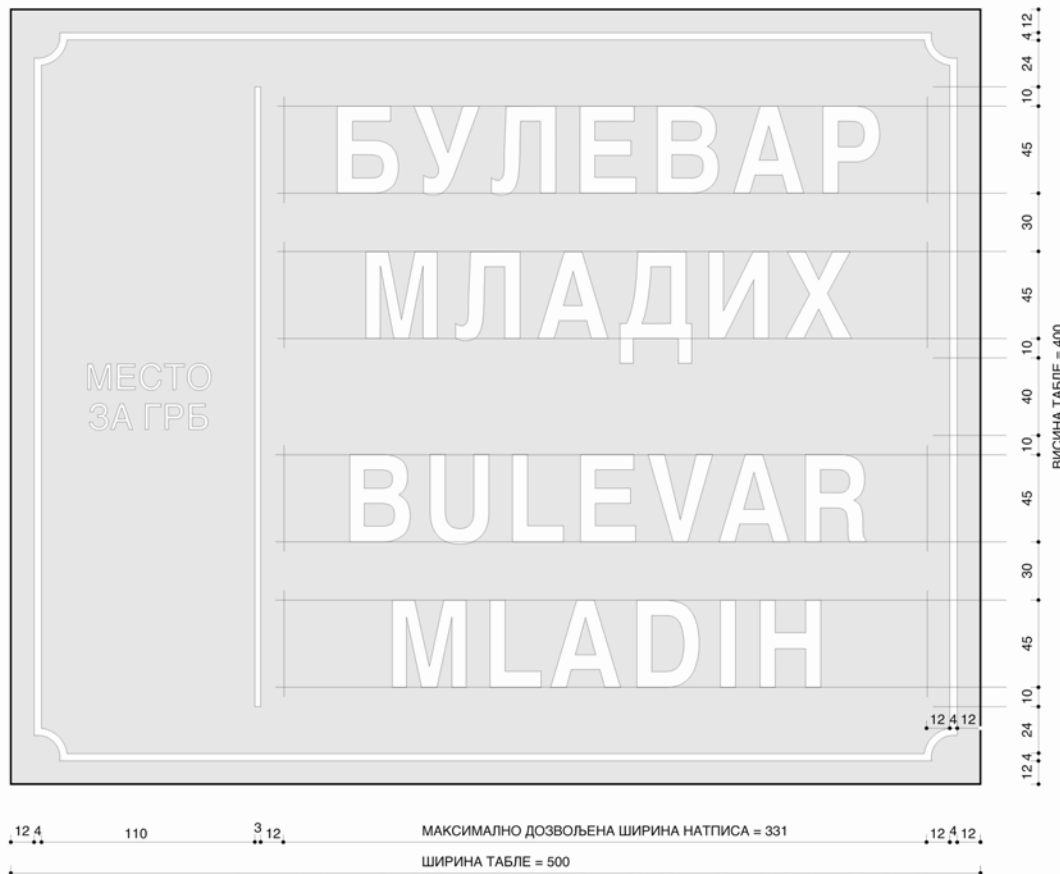 БУЛЕВАР
МЛАДИХ
МЕСТО
ЗА ГРБ
BULEVAR
MLADIH
12
4
24
10
45
30
45
10
40
10
45
30
45
10
24
4
12
ВИСИНА ТАБЛЕ = 400
12 4 12
12 4 110 3 12 МАКСИМАЛНО ДОЗВОЉЕНА ШИРИНА НАТПИСА = 331 12 4 12
ШИРИНА ТАБЛЕ = 500